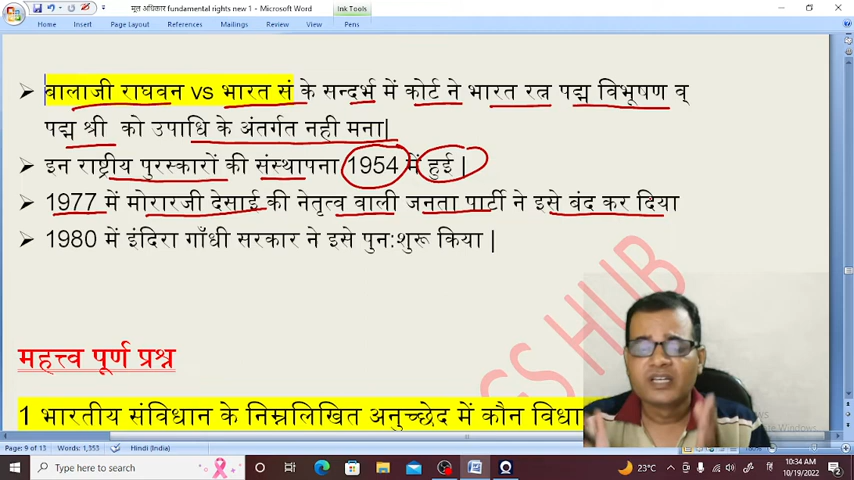 मूल अधिकार fundamental rights new 1 - Microsoft Word
Ink Tools
Home Insert Page Layout References Mailings Review View Pens
➢ बालाजी राघवन vs भारत सं के सन्दर्भ में कोर्ट ने भारत रत्न पद्म विभूषण व्
पद्म श्री को उपाधि के अंतर्गत नही मना|
➢ इन राष्ट्रीय पुरस्कारों की संस्थापना 1954 में हुई |
➢ 1977 में मोरारजी देसाई की नेतृत्व वाली जनता पार्टी ने इसे बंद कर दिया
➢ 1980 में इंदिरा गाँधी सरकार ने इसे पुन:शुरू किया |
GS HUB
महत्त्व पूर्ण प्रश्न
1 भारतीय संविधान के निम्नलिखित अनुच्छेद में कौन विधा
Page: 9 of 13 Words: 1,353 Hindi (India)
Type here to search
23°C
10:34 AM
10/19/2022